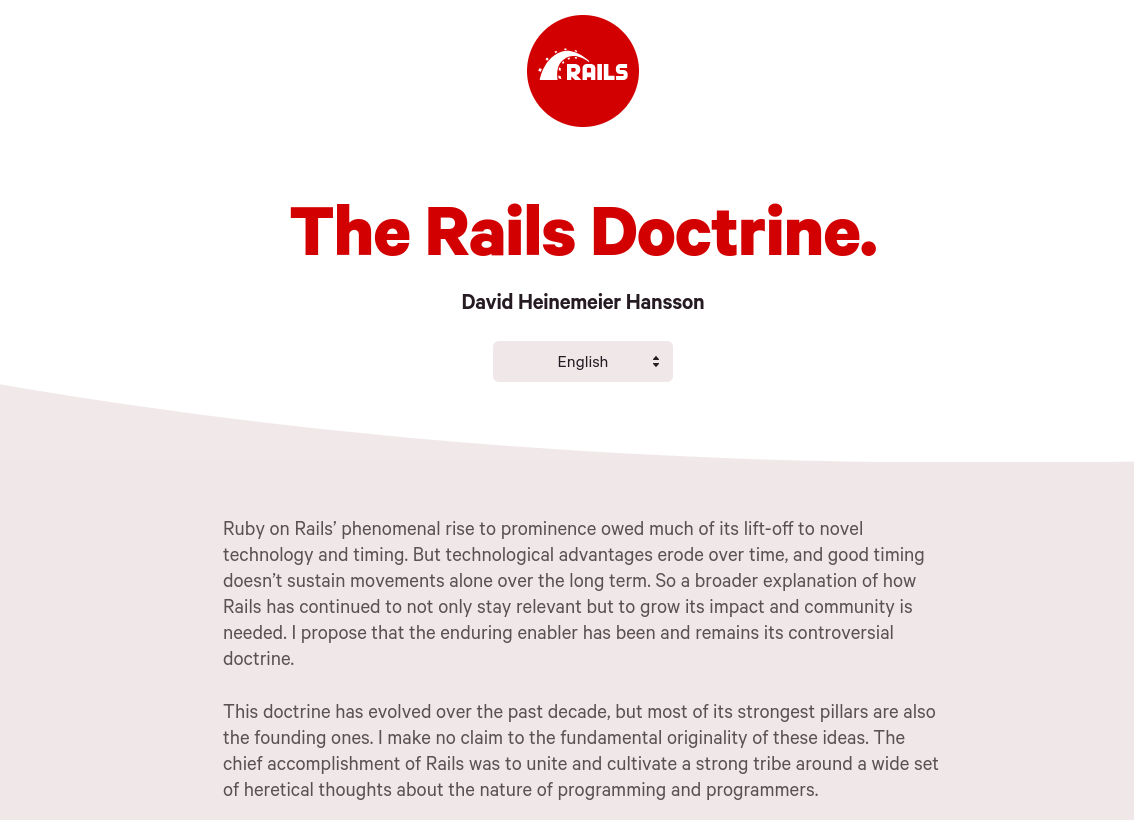 RAILS
The Rails Doctrine.
David Heinemeier Hansson
English
Ruby on Rails’ phenomenal rise to prominence owed much of its lift-off to novel
technology and timing. But technological advantages erode over time, and good timing
doesn’t sustain movements alone over the long term. So a broader explanation of how
Rails has continued to not only stay relevant but to grow its impact and community is
needed. I propose that the enduring enabler has been and remains its controversial
doctrine.
This doctrine has evolved over the past decade, but most of its strongest pillars are also
the founding ones. I make no claim to the fundamental originality of these ideas. The
chief accomplishment of Rails was to unite and cultivate a strong tribe around a wide set
of heretical thoughts about the nature of programming and programmers.